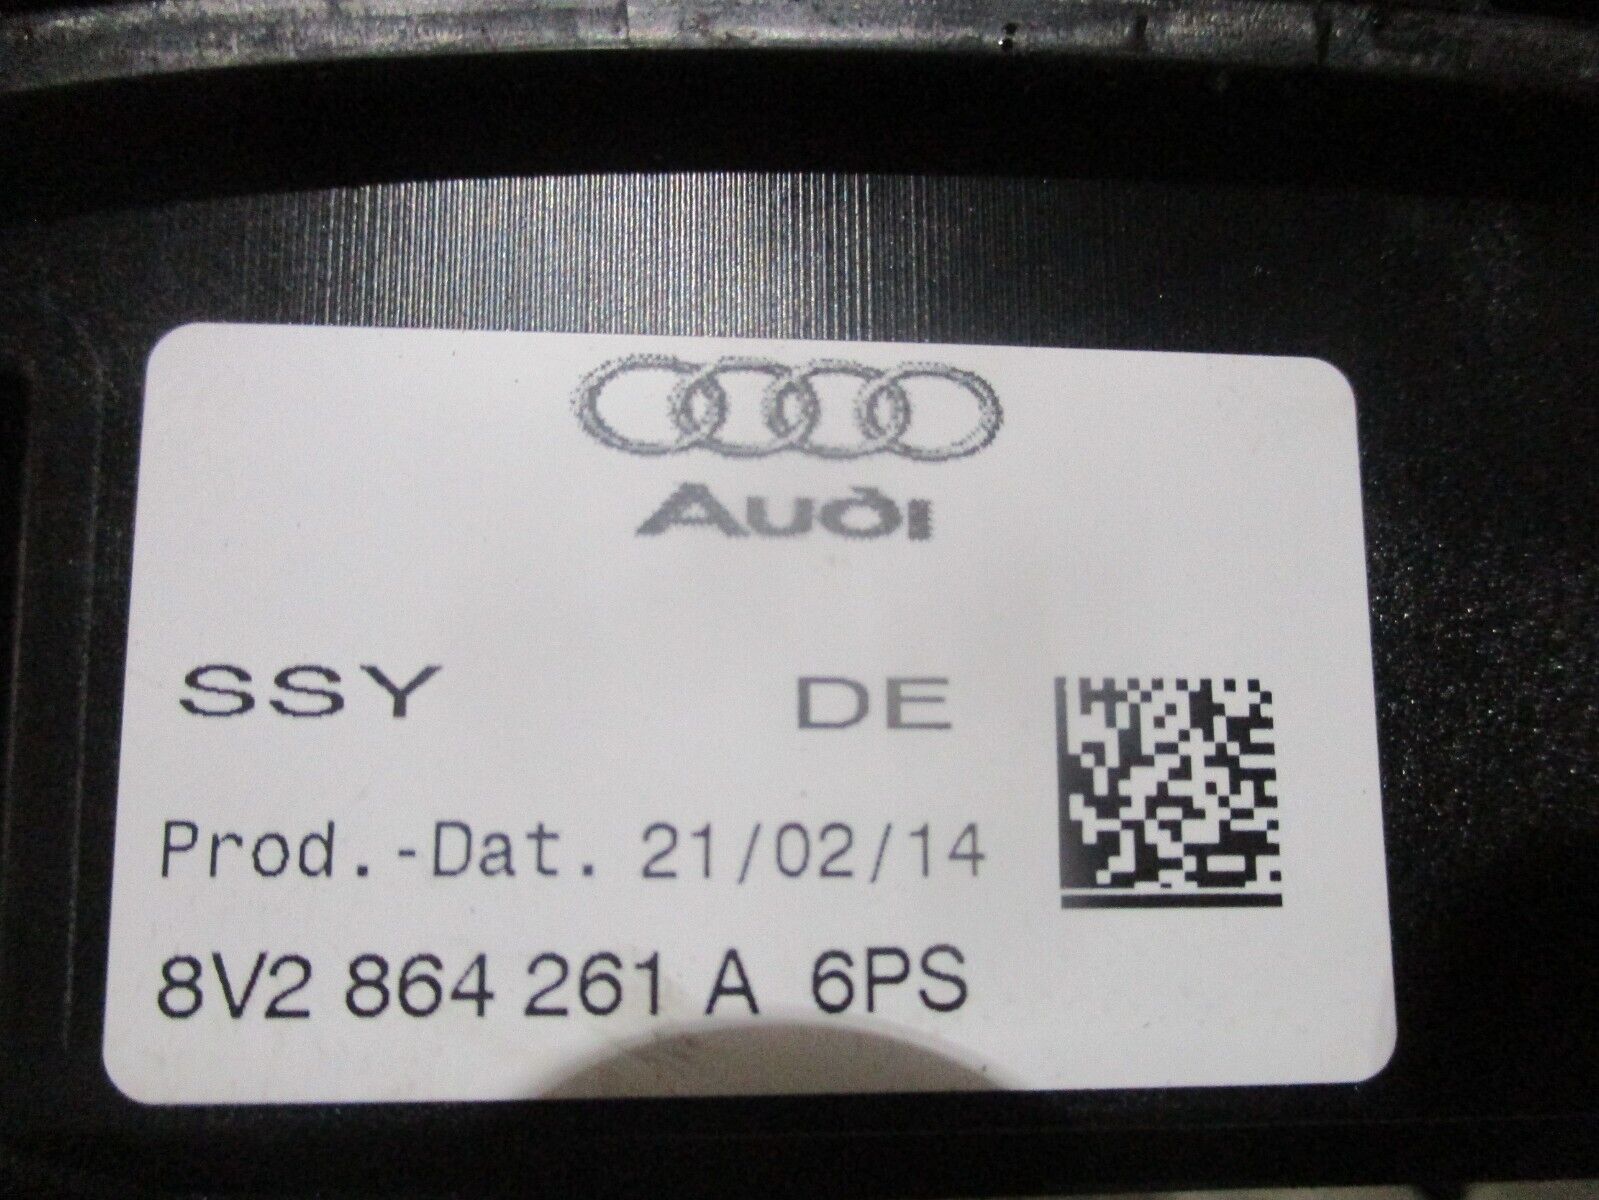 Audi
SSY DE
Prod.-Dat. 21/02/14
8V2 864 261 A 6PS